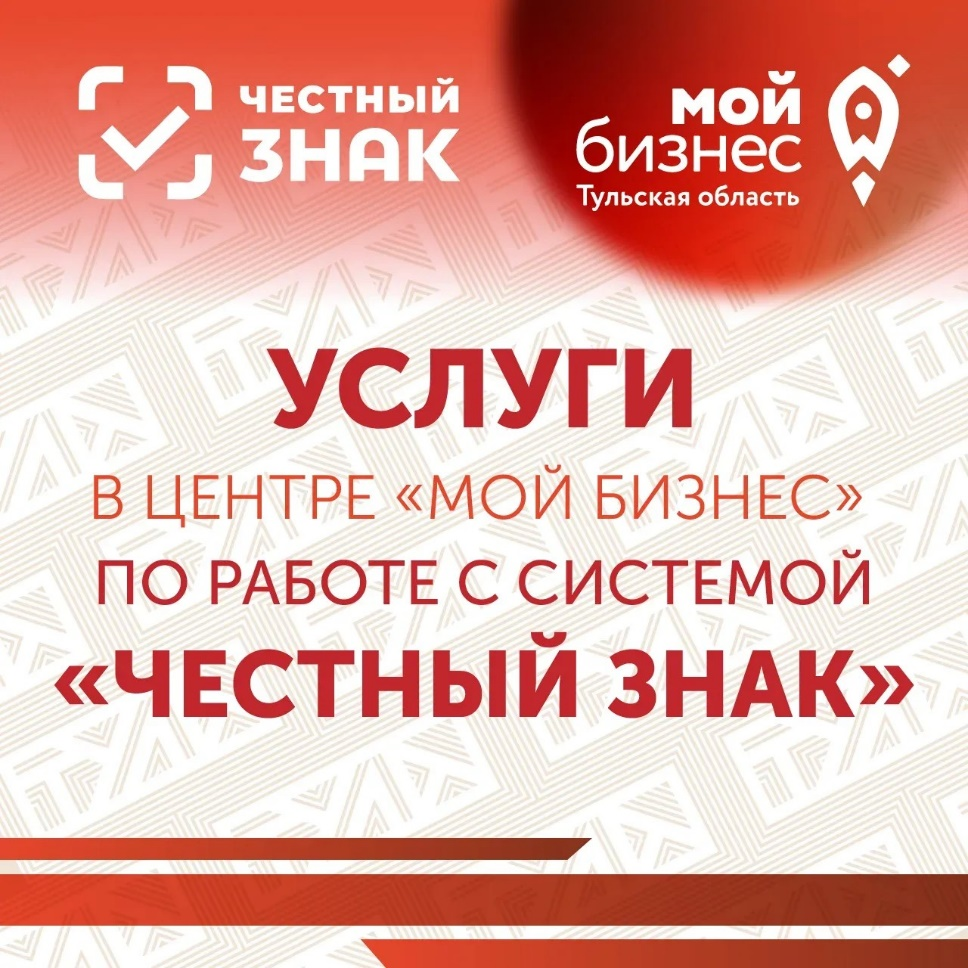 ЧЕСТНЫЙ
ЗНАК
мой
бизнес
Тульская область
УСЛУГИ
В ЦЕНТРЕ «МОЙ БИЗНЕС»
ПО РАБОТЕ С СИСТЕМОЙ
«ЧЕСТНЫЙ ЗНАК»